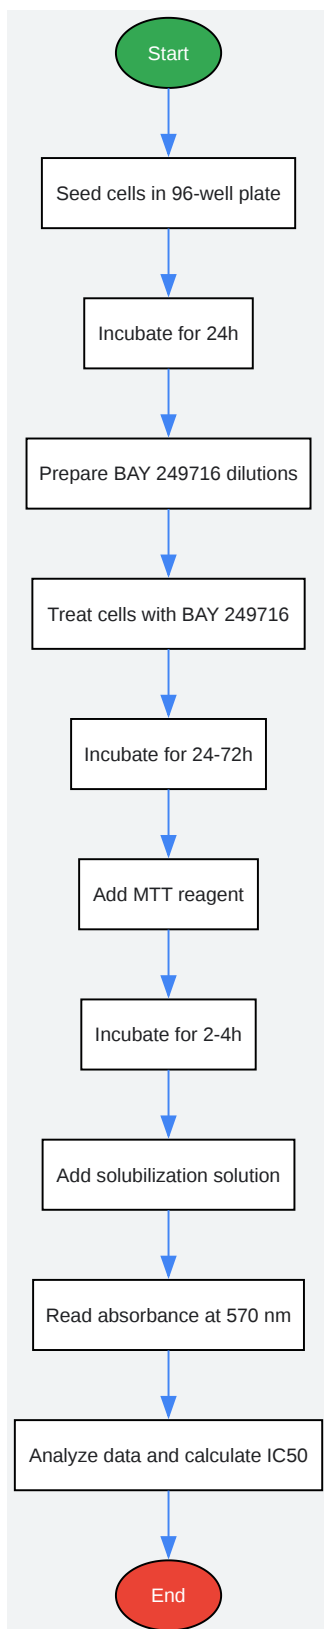 Start
Seed cells in 96-well plate
Incubate for 24h
Prepare BAY 249716 dilutions
Treat cells with BAY 249716
Incubate for 24-72h
Add MTT reagent
Incubate for 2-4h
Add solubilization solution
Read absorbance at 570 nm
Analyze data and calculate IC50
End